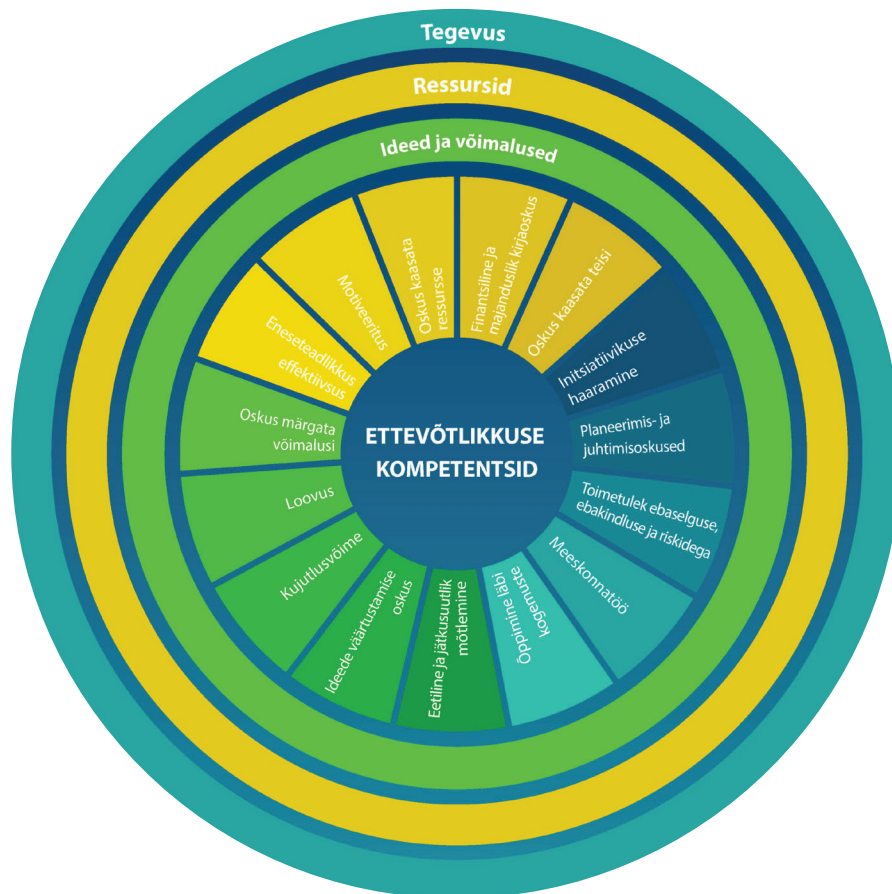 Tegevus
Ressursid
Ideed ja võimalused
ETTEVÕTLIKKUSE
KOMPETENTSID
Eneseteadlikkus
effektiivsus
Motiveeritus
Oskus kaasata
ressursse
Finantsiline ja
majanduslik kirjaoskus
Oskus kaasata teisi
Initsiatiivikuse
haaramine
Planeerimis- ja
juhtimisoskused
Toimetulek ebaselguse,
ebakindluse ja riskidega
Meeskonnatöö
Õppimine läbi
kogemuste
Eetiline ja jätkusuutlik
mõtlemine
Ideede väärtustamise
oskus
Kujutlusvõime
Loovus
Oskus märgata
võimalusi